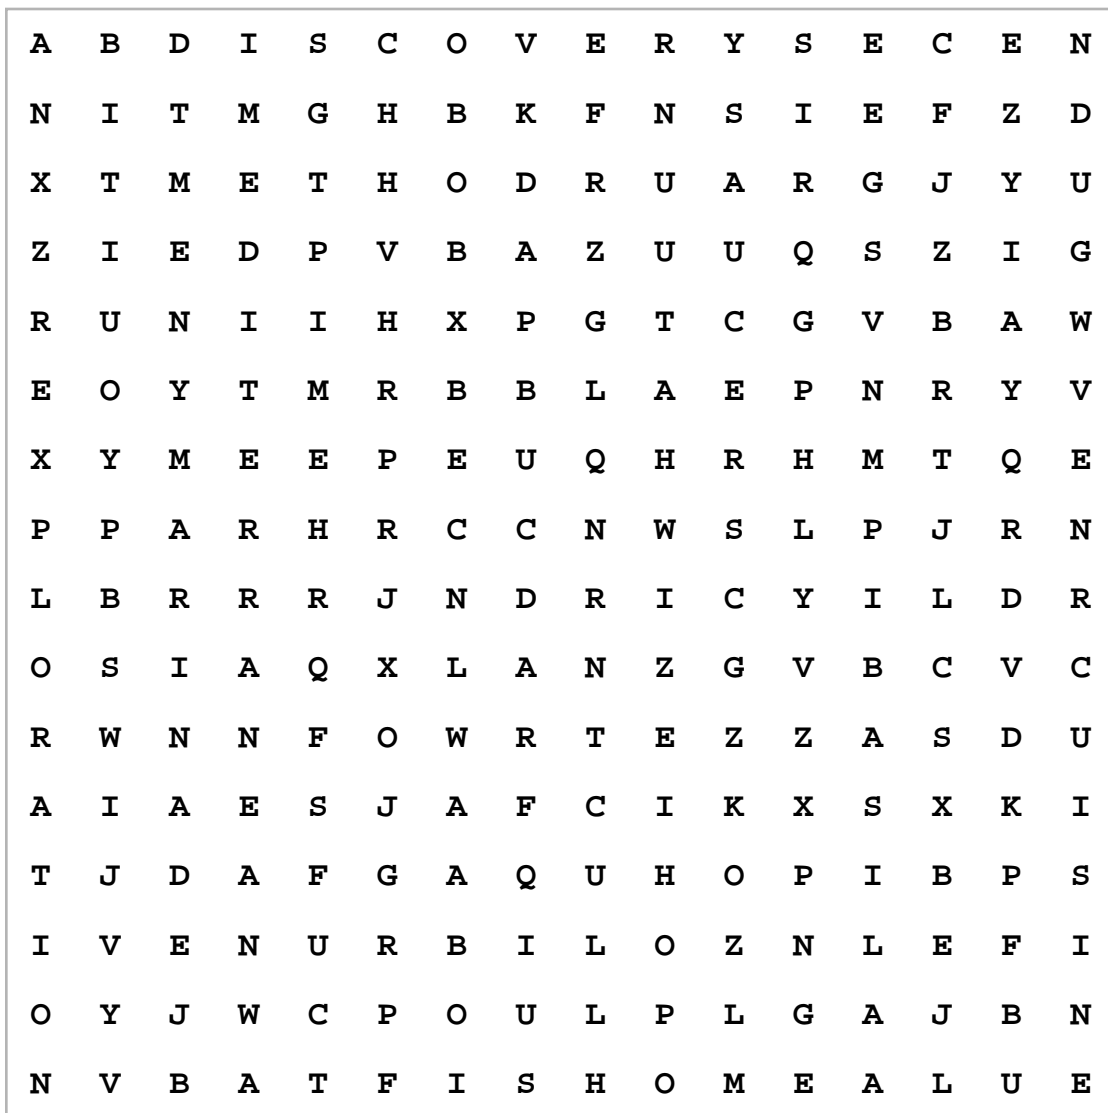 A B D I S C O V E R Y S E C E N
N I T M G H B K F N S I E F Z D
X T M E T H O D R U A R G J Y U
Z I E D P V B A Z U U Q S Z I G
R U N I I H X P G T C G V B A W
E O Y T M R B B L A E P N R Y V
X Y M E E P E U Q H R H M T Q E
P P A R H R C C N W S L P J R N
L B R R R J N D R I C Y I L D R
O S I A Q X L A N Z G V B C V C
R W N N F O W R T E Z Z A S D U
A I A E S J A F C I K X S X K I
T J D A F G A Q U H O P I B P S
I V E N U R B I L O Z N L E F I
O Y J W C P O U L P L G A J B N
N V B A T F I S H O M E A L U E